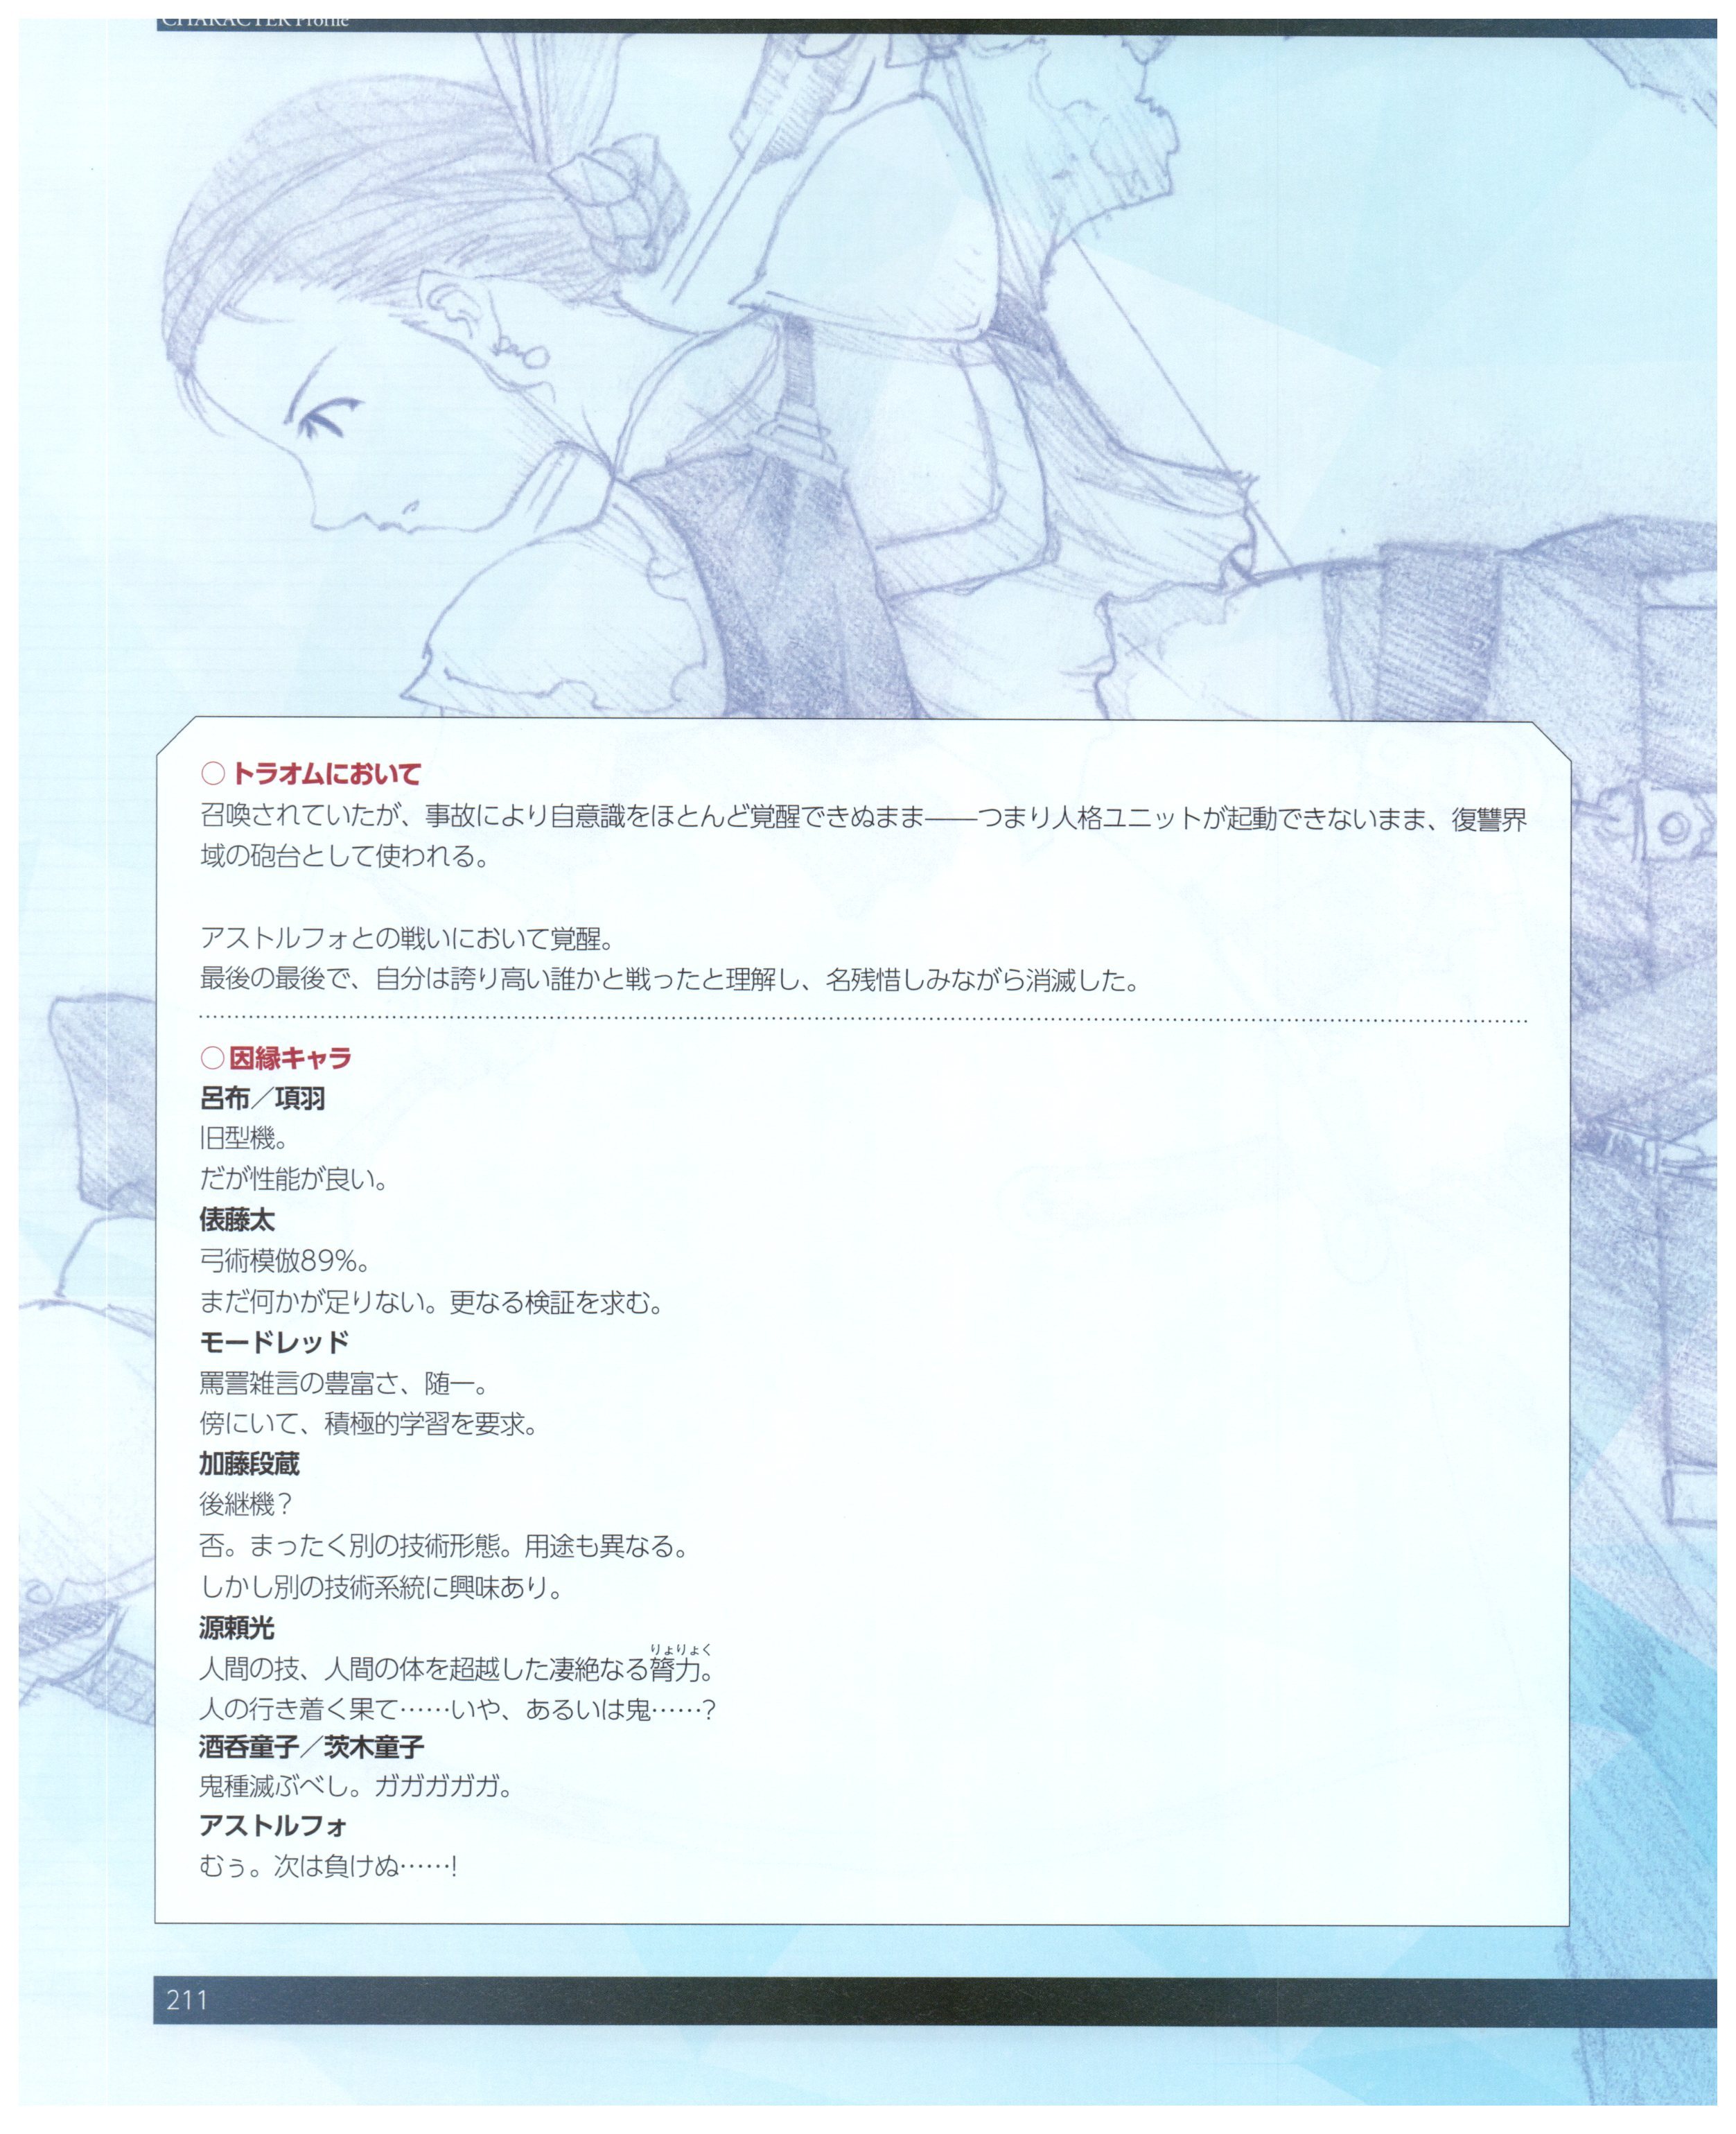 CHARACTER Profile
○トラオムにおいて
召喚されていたが、事故により自意識をほとんど覚醒できぬまま――つまり人格ユニットが起動できないまま、復讐界
域の砲台として使われる。
アストルフォとの戦いにおいて覚醒。
最後の最後で、自分は誇り高い誰かと戦ったと理解し、名残惜しみながら消滅した。
○因縁キャラ
呂布／項羽
旧型機。
だが性能が良い。
俵藤太
弓術模倣89%。
まだ何かが足りない。更なる検証を求む。
モードレッド
罵詈雑言の豊富さ、随一。
傍にいて、積極的学習を要求。
加藤段蔵
後継機？
否。まったく別の技術形態。用途も異なる。
しかし別の技術系統に興味あり。
源頼光
りょりょく
人間の技、人間の体を超越した凄絶なる膂力。
人の行き着く果て……いや、あるいは鬼……？
酒呑童子／茨木童子
鬼種滅ぶべし。ガガガガガ。
アストルフォ
むぅ。次は負けぬ……！
211